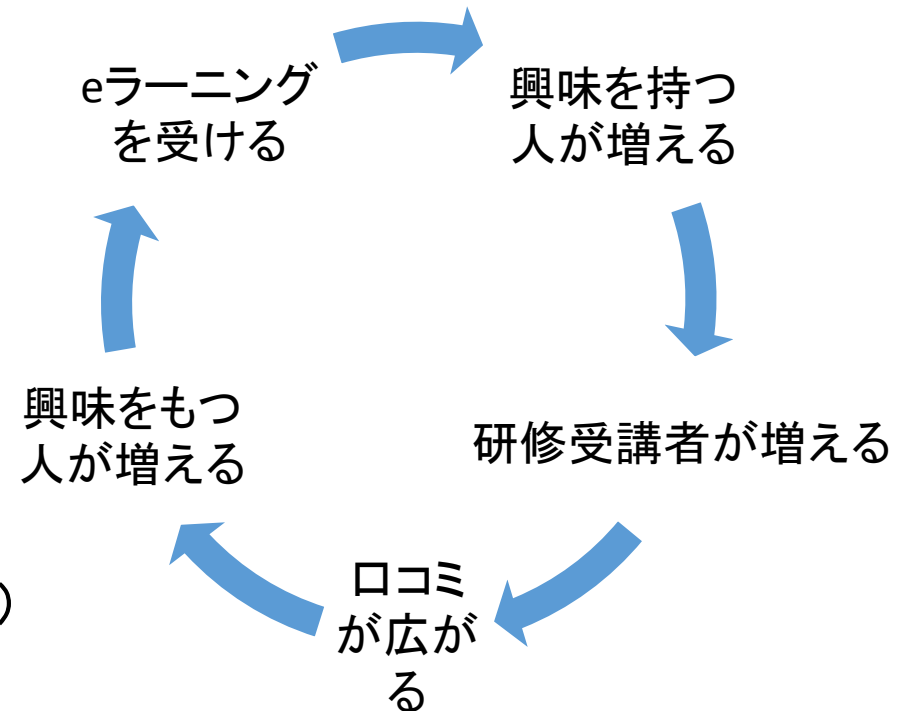 eラーニング
を受ける
興味を持つ
人が増える
研修受講者が増える
口コミ
が広が
る
興味をもつ
人が増える
)